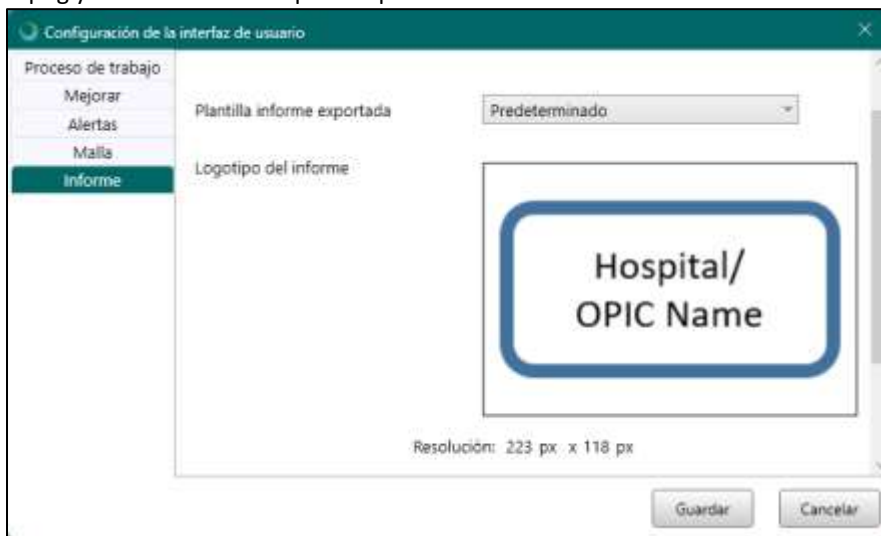 Configuración de la interfaz de usuario
Proceso de trabajo
Mejorar
Alertas
Malla
Informe
Plantilla informe exportada
Predeterminado
Logotipo del informe
Hospital/
OPIC Name
Resolución: 223 px x 118 px
Guardar
Cancelar